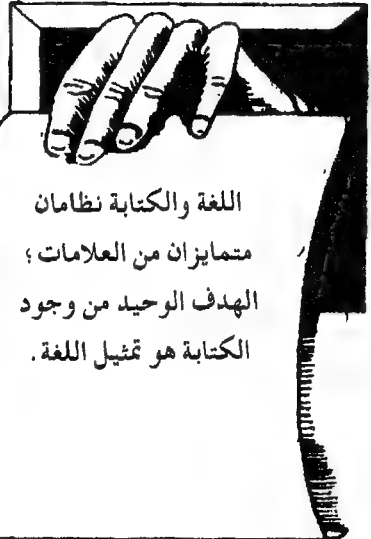 اللغة والكتابة نظامان
متمايزان من العلامات ؛
الهدف الوحيد من وجود
الكتابة هو تمثيل اللغة .